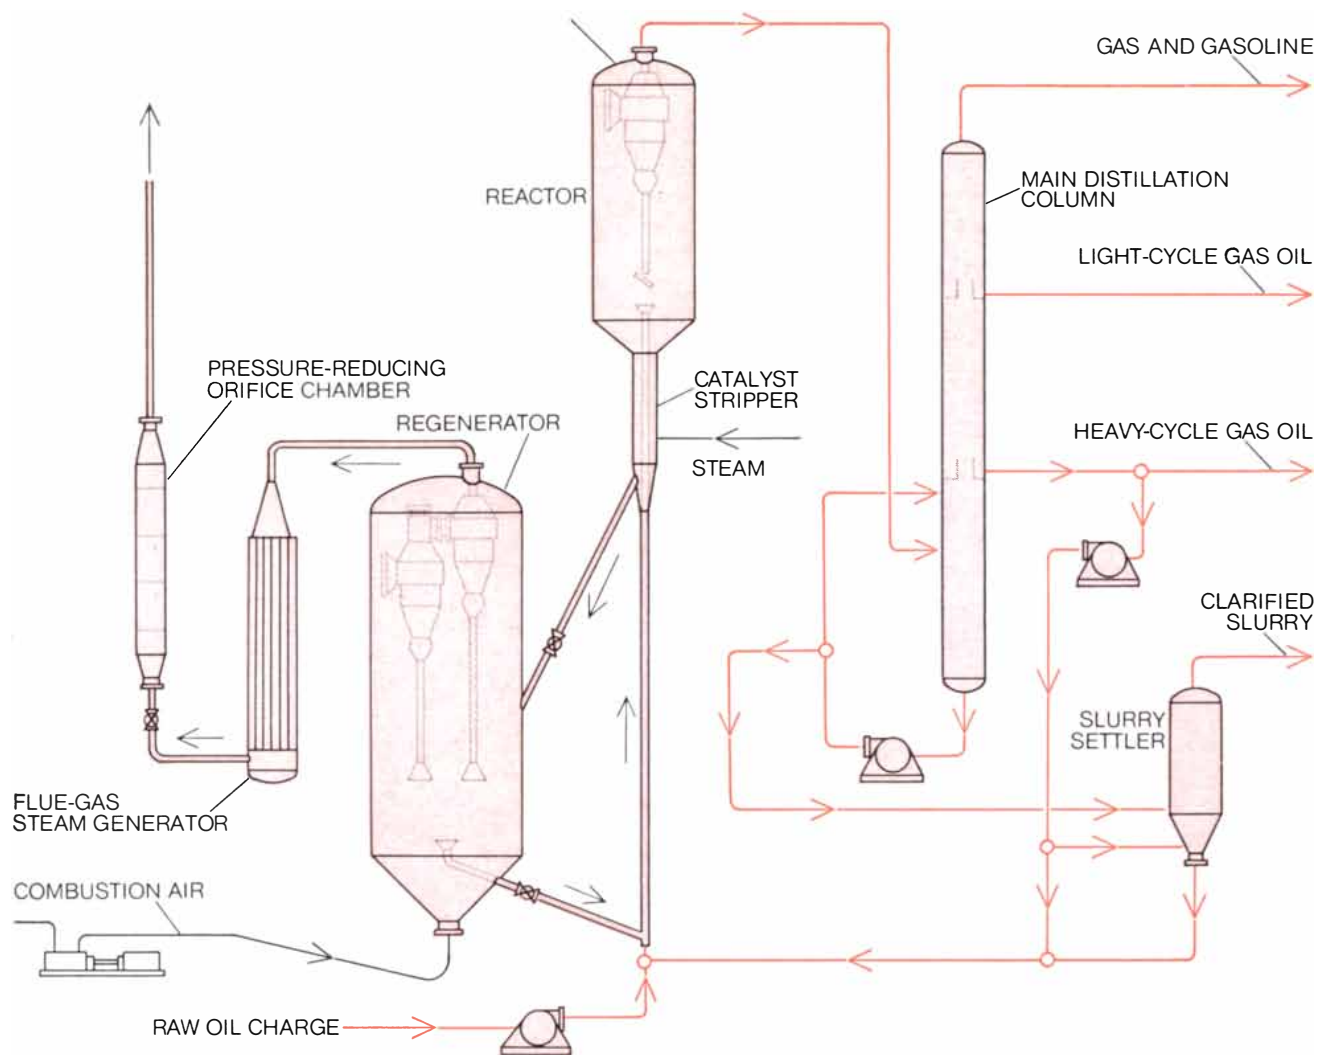 GAS AND GASOLINE
REACTOR
MAIN DISTILLATION
COLUMN
LIGHT-CYCLE GAS OIL
PRESSURE-REDUCING
ORIFICE CHAMBER
CATALYST
STRIPPER
REGENERATOR
HEAVY-CYCLE GAS OIL
STEAM
CLARIFIED
SLURRY
SLURRY
SETTLER
FLUE-GAS
STEAM GENERATOR
COMBUSTION AIR
RAW OIL CHARGE